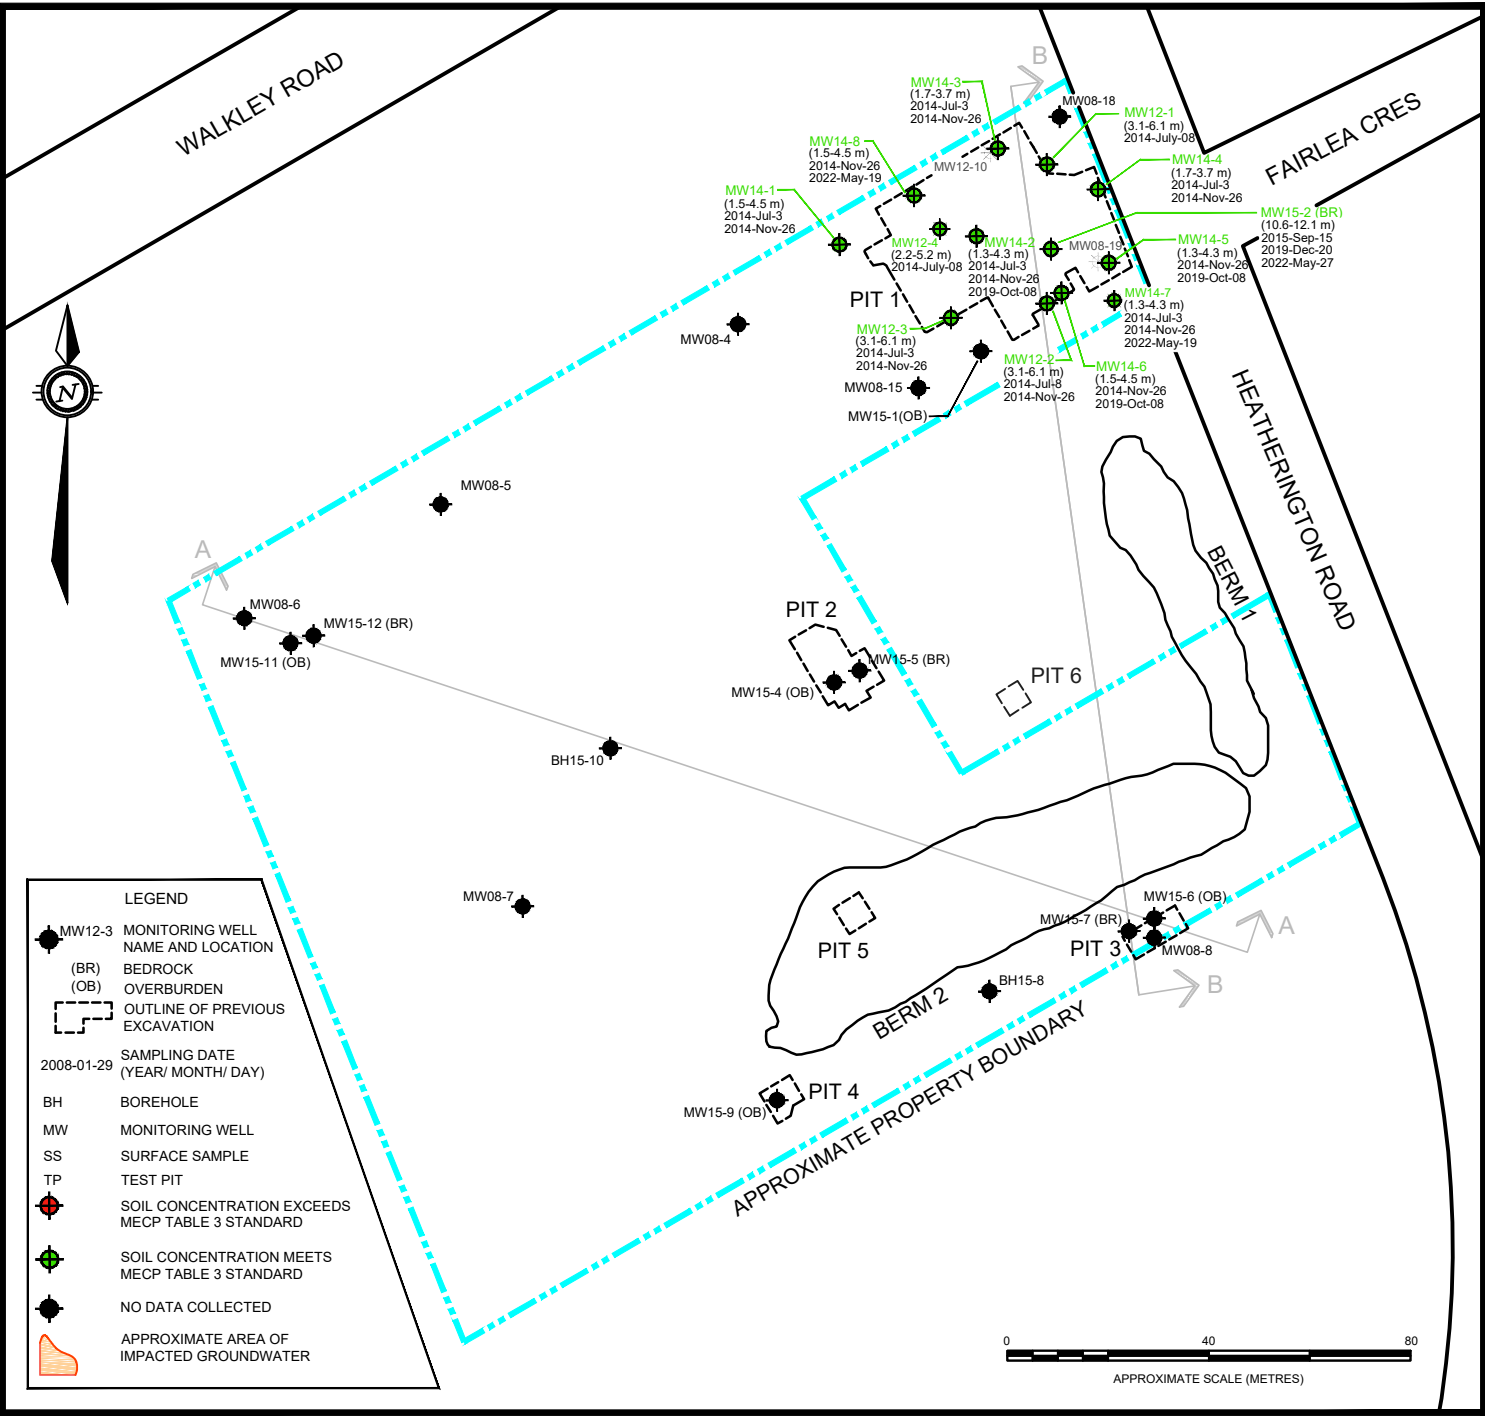 WALKLEY ROAD
FAIRLEA CRES
HEATHERINGTON ROAD
B
MW14-3
(1.7-3.7 m)
2014-Jul-3
2014-Nov-26
MW08-18
MW12-1
(3.1-6.1 m)
2014-July-08
MW14-8
(1.5-4.5 m)
2014-Nov-26
2022-May-19
MW12-10
MW14-4
(1.7-3.7 m)
2014-Jul-3
2014-Nov-26
MW14-1
(1.5-4.5 m)
2014-Jul-3
2014-Nov-26
MW15-2 (BR)
(10.6-12.1 m)
2015-Sep-15
2019-Dec-20
2022-May-27
MW12-4
(2.2-5.2 m)
2014-July-08
MW14-2
(1.3-4.3 m)
2014-Jul-3
2014-Nov-26
2019-Oct-08
MW08-19
MW14-5
(1.3-4.3 m)
2014-Nov-26
2019-Oct-08
PIT 1
MW14-7
(1.3-4.3 m)
2014-Jul-3
2014-Nov-26
2022-May-19
MW12-3
(3.1-6.1 m)
2014-Jul-3
2014-Nov-26
MW08-4
MW12-2
(3.1-6.1 m)
2014-Jul-8
2014-Nov-26
MW14-6
(1.5-4.5 m)
2014-Nov-26
2019-Oct-08
MW08-15
MW15-1(OB)
N
MW08-5
A
MW08-6
MW15-12 (BR)
MW15-11 (OB)
PIT 2
MW15-5 (BR)
MW15-4 (OB)
PIT 6
BERM 1
BH15-10
MW08-7
MW15-6 (OB)
MW15-7 (BR)
PIT 3
MW08-8
A
B
PIT 5
BH15-8
BERM 2
PIT 4
MW15-9 (OB)
APPROXIMATE PROPERTY BOUNDARY
LEGEND
MW12-3
MONITORING WELL
NAME AND LOCATION
(BR) BEDROCK
(OB) OVERBURDEN
OUTLINE OF PREVIOUS
EXCAVATION
2008-01-29
SAMPLING DATE
(YEAR/ MONTH/ DAY)
BH BOREHOLE
MW MONITORING WELL
SS SURFACE SAMPLE
TP TEST PIT
SOIL CONCENTRATION EXCEEDS
MECP TABLE 3 STANDARD
SOIL CONCENTRATION MEETS
MECP TABLE 3 STANDARD
NO DATA COLLECTED
APPROXIMATE AREA OF
IMPACTED GROUNDWATER
0 40 80
APPROXIMATE SCALE (METRES)